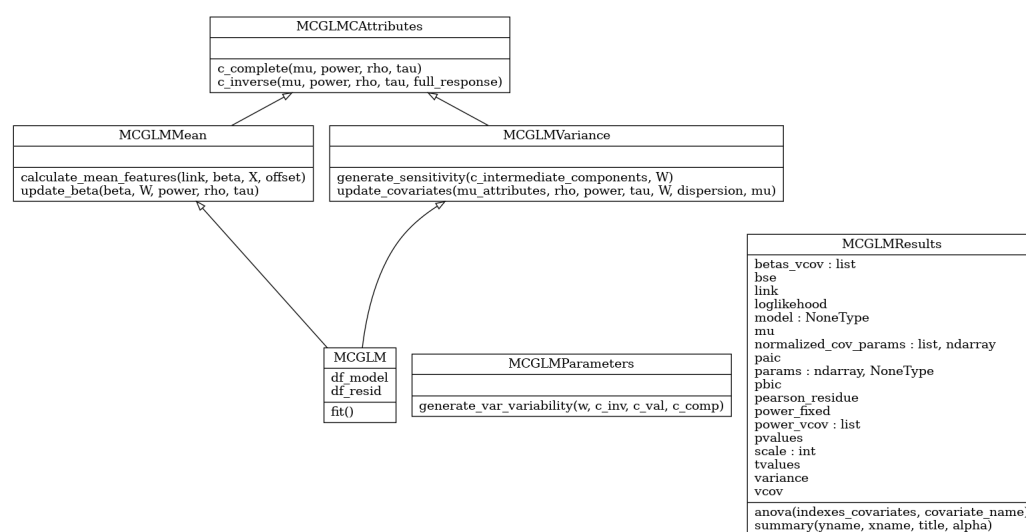 MCGLMCAttributes
c_complete(mu, power, rho, tau)
c_inverse(mu, power, rho, tau, full_response)
MCGLMMean
calculate_mean_features(link, beta, X, offset)
update_beta(beta, W, power, rho, tau)
MCGLMVariance
generate_sensitivity(c_intermediate_components, W)
update_covariates(mu_attributes, rho, power, tau, W, dispersion, mu)
MCGLM
df_model
df_resid
fit()
MCGLMParameters
generate_var_variability(w, c_inv, c_val, c_comp)
MCGLMResults
betas_vcov : list
bse
link
loglikehood
model : NoneType
mu
normalized_cov_params : list, ndarray
paic
params : ndarray, NoneType
pbic
pearson_residue
power_fixed
power_vcov : list
pvalues
scale : int
tvalues
variance
vcov
anova(indexes_covariates, covariate_name)
summary(yname, xname, title, alpha)